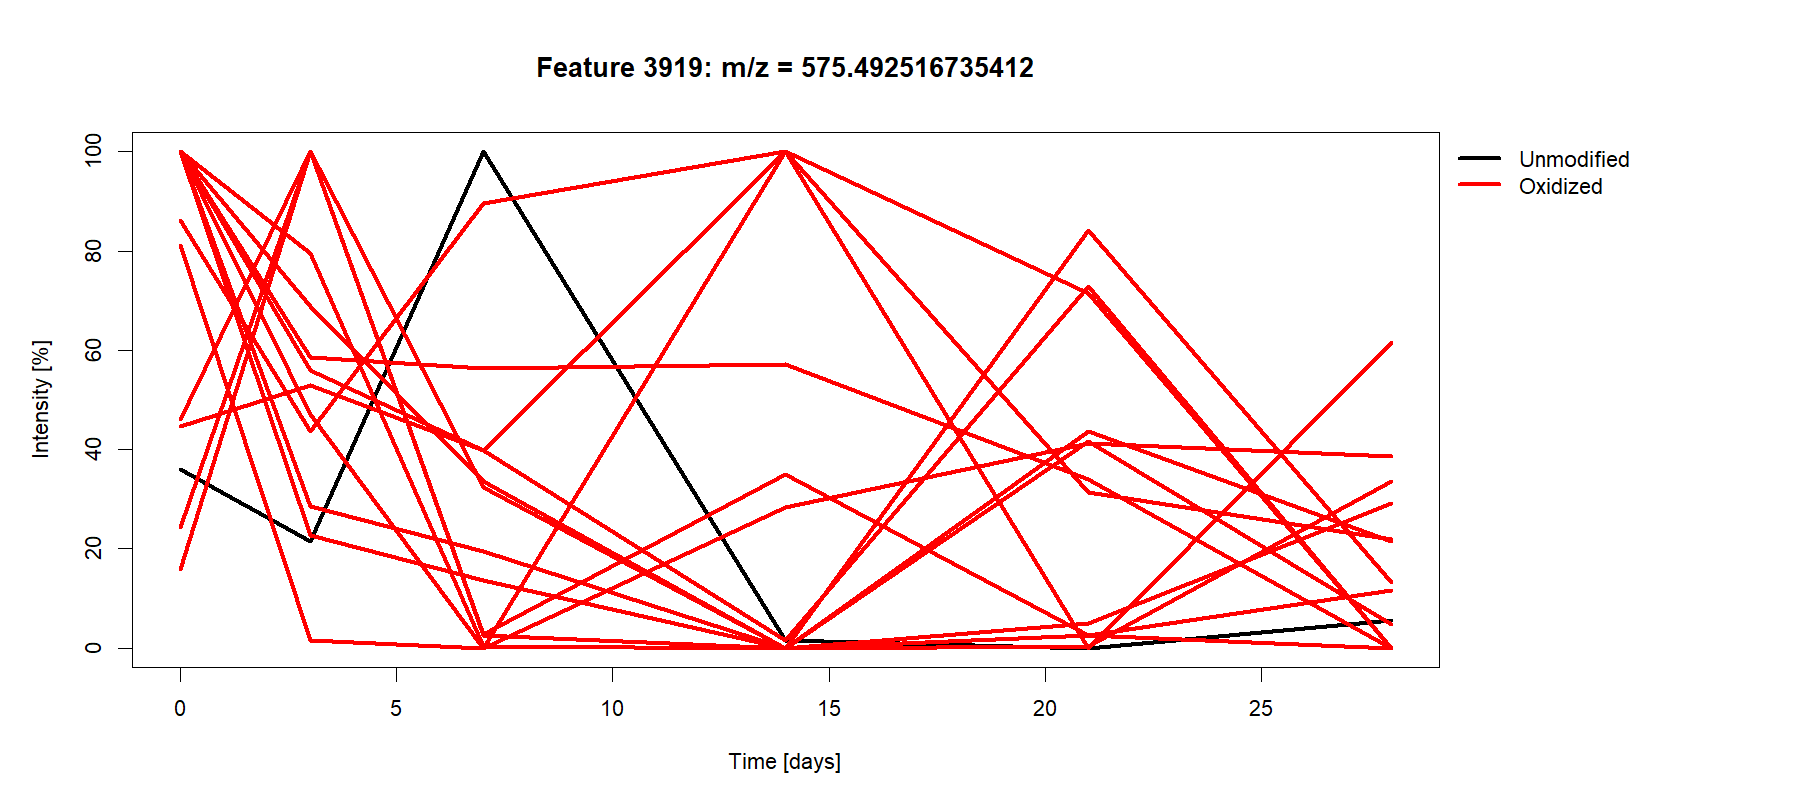 Feature 3919: m/z = 575.492516735412
Unmodified
Oxidized
Intensity [%]
100
80
60
40
20
0
0 5 10 15 20 25
Time [days]